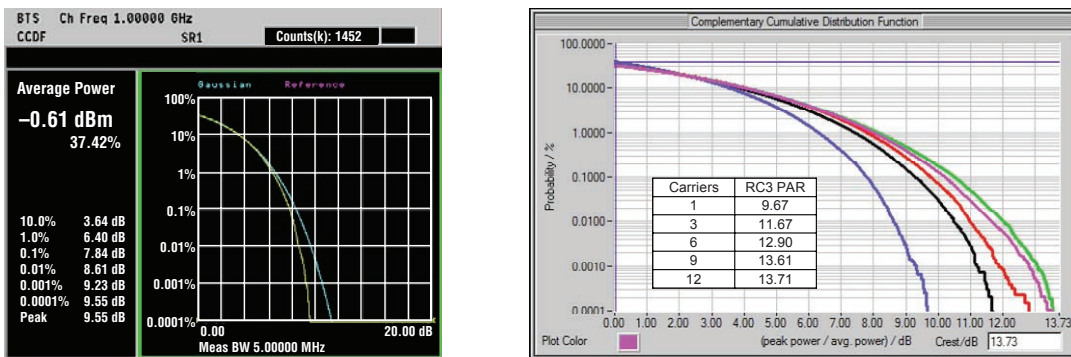 BTS Ch Freq 1.00000 GHz
CCDF SR1 Counts(k): 1452
Average Power
–0.61 dBm
37.42%
10.0% 3.64 dB
1.0% 6.40 dB
0.1% 7.84 dB
0.01% 8.61 dB
0.001% 9.23 dB
0.0001% 9.55 dB
Peak 9.55 dB
Gaussian Reference
100%
10%
1%
0.1%
0.01%
0.001%
0.0001%
0.00 20.00 dB
Meas BW 5.00000 MHz
Complementary Cumulative Distribution Function
Probability / %
100.0000
10.0000
1.0000
0.1000
0.0100
0.0010
0.0001
Carriers RC3 PAR
1 9.67
3 11.67
6 12.90
9 13.61
12 13.71
0.00 1.00 2.00 3.00 4.00 5.00 6.00 7.00 8.00 9.00 10.00 11.00 12.00 13.73
Plot Color (peak power / avg. power) / dB Crest/dB 13.73